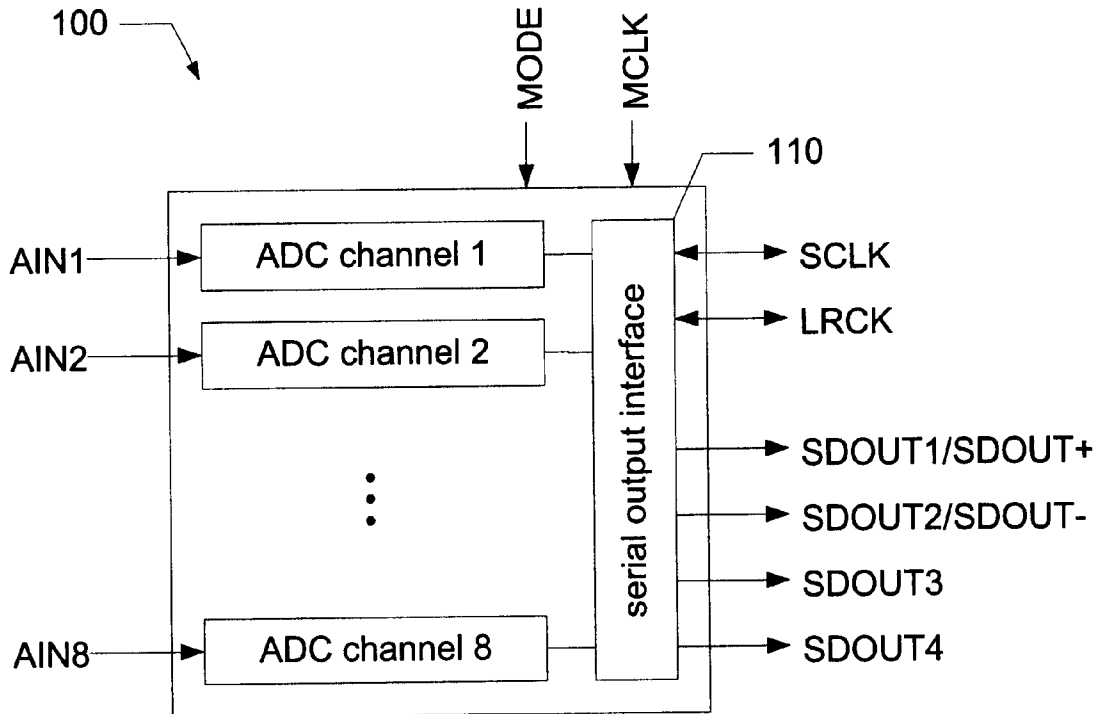 100
MODE
MCLK
110
AIN1
ADC channel 1
SCLK
LRCK
AIN2
ADC channel 2
serial output interface
SDOUT1/SDOUT+
SDOUT2/SDOUT-
SDOUT3
AIN8
ADC channel 8
SDOUT4